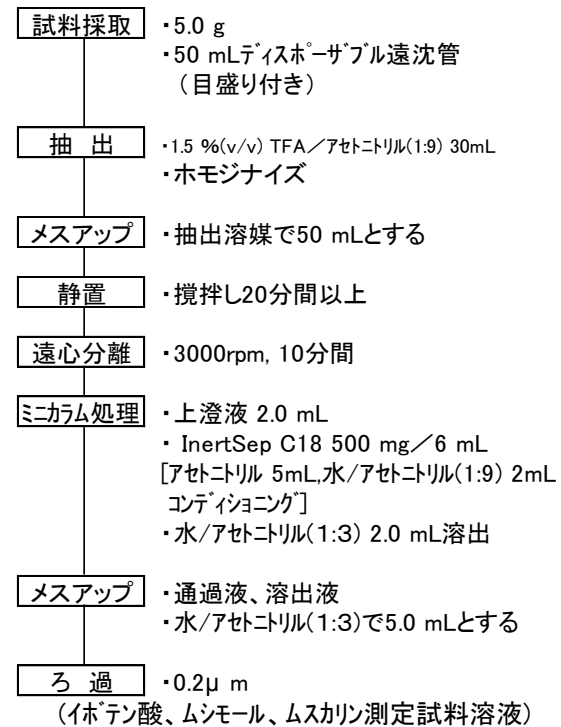 試料採取 ・5.0 g
・50 mLディスポーザブル遠沈管
(目盛り付き)
抽 出 ・1.5 %(v/v) TFA／アセトニトリル(1:9) 30mL
・ホモジナイズ
メスアップ ・抽出溶媒で50 mLとする
静置 ・撹拌し20分間以上
遠心分離 ・3000rpm, 10分間
ミニカラム処理 ・上澄液 2.0 mL
・ InertSep C18 500 mg／6 mL
[アセトニトリル 5mL,水/アセトニトリル(1:9) 2mL
コンディショニング]
・水/アセトニトリル(1:3) 2.0 mL溶出
メスアップ ・通過液、溶出液
・水/アセトニトリル(1:3)で5.0 mLとする
ろ 過 ・0.2μ m
(イボテン酸、ムシモール、ムスカリン測定試料溶液)